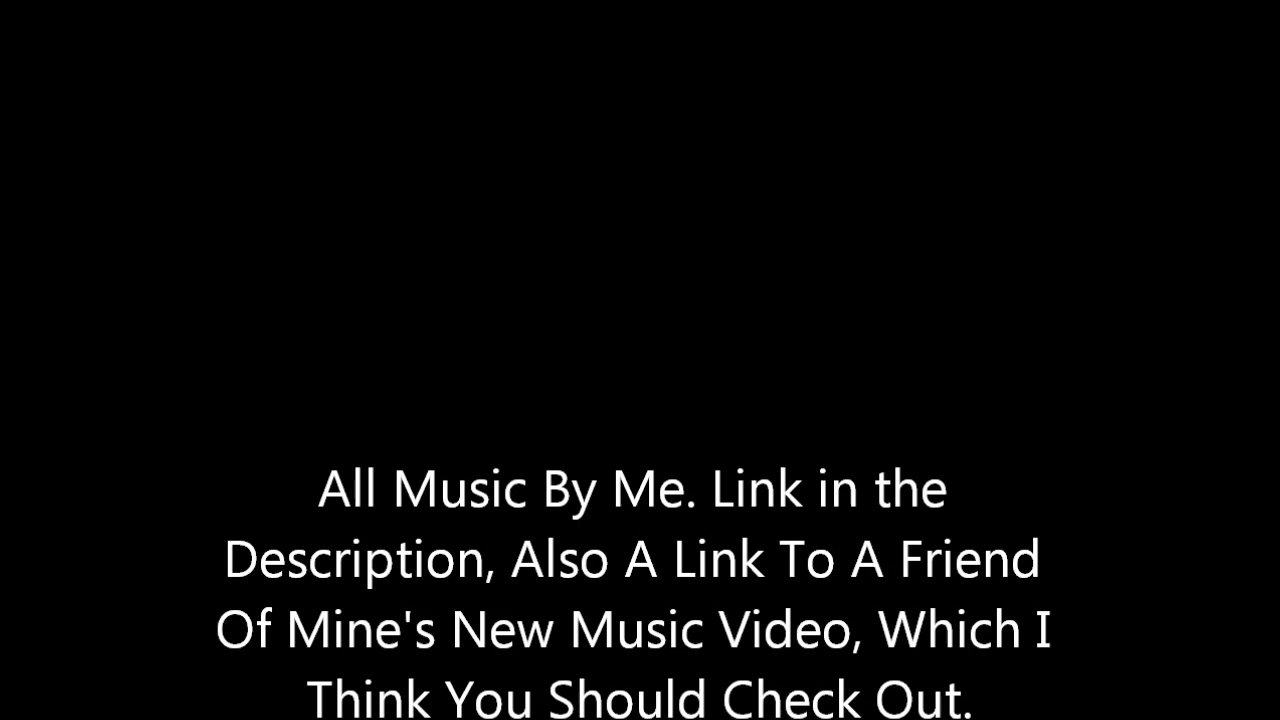 All Music By Me. Link in the
Description, Also A Link To A Friend
Of Mine's New Music Video, Which I
Think You Should Check Out.